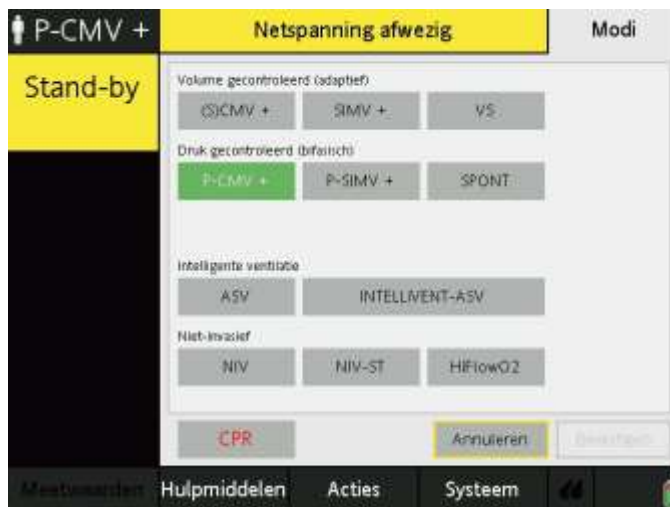 P-CMV +
Netspanning afwezig
Modi
Stand-by
Volume gecontroleerd (adaptief)
(S)CMV +
SIMV +
VS
Druk gecontroleerd (bifasisch)
P-CMV +
P-SIMV +
SPONT
Intelligente ventilatie
ASV
INTELLIVENT-ASV
Niet-invasief
NIV
NIV-ST
HiFlowO2
CPR
Annuleren
Bevestigen
Meetwaarden
Hulpmiddelen
Acties
Systeem